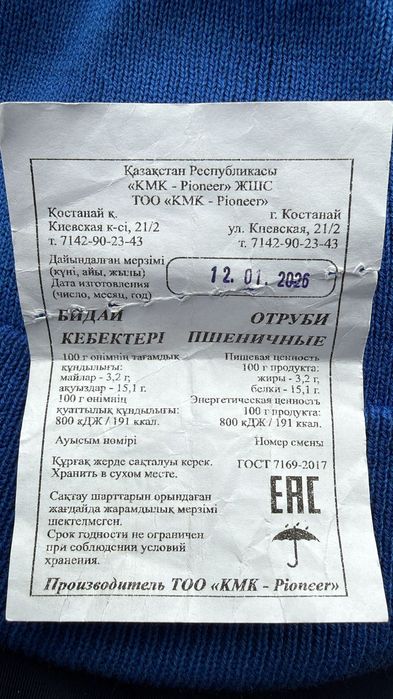 Қазақстан Республикасы
«КМК - Pioneer» ЖШС
ТОО «КМК - Pioneer»
Қостанай қ.
Киевская к-сі, 21/2
т. 7142-90-23-43
г. Костанай
ул. Киевская, 21/2
т. 7142-90-23-43
Дайындалған мерзімі
(күні, айы, жылы)
Дата изготовления
(число, месяц, год)
12.01.2026
БИДАЙ
КЕБЕКТЕРІ
ОТРУБИ
ПШЕНИЧНЫЕ
100 г өнімнің тағамдық
құндылығы:
майлар - 3,2 г,
ақуыздар - 15,1 г.
100 г өнімнің
қуаттылық құндылығы:
800 кДЖ / 191 ккал.
Пищевая ценность
100 г продукта:
жиры - 3,2 г,
белки - 15,1 г.
Энергетическая ценность
100 г продукта:
800 кДЖ / 191 ккал.
Ауысым нөмірі
Номер смены
Құрғақ жерде сақталуы керек.
Хранить в сухом месте.
ГОСТ 7169-2017
Сақтау шарттарын орындаған
жағдайда жарамдылық мерзімі
шектелмеген.
Срок годности не ограничен
при соблюдении условий
хранения.
ЕАС
Производитель ТОО «КМК - Pioneer»